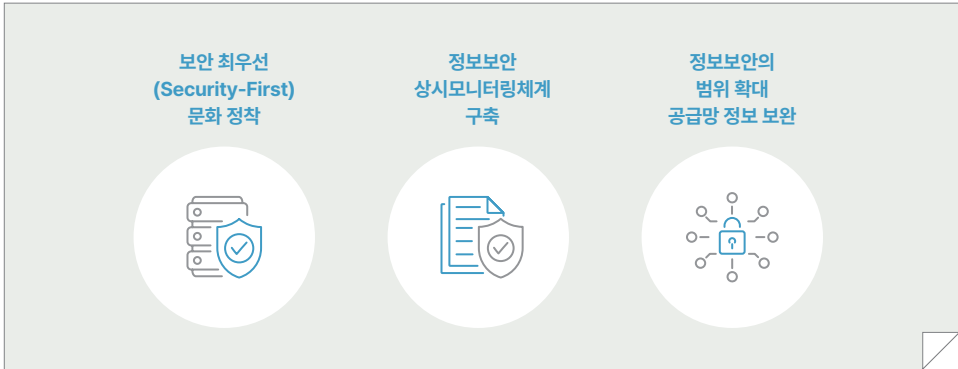 보안 최우선
(Security-First)
문화 정착
정보보안
상시모니터링체계
구축
정보보안의
범위 확대
공급망 정보 보완